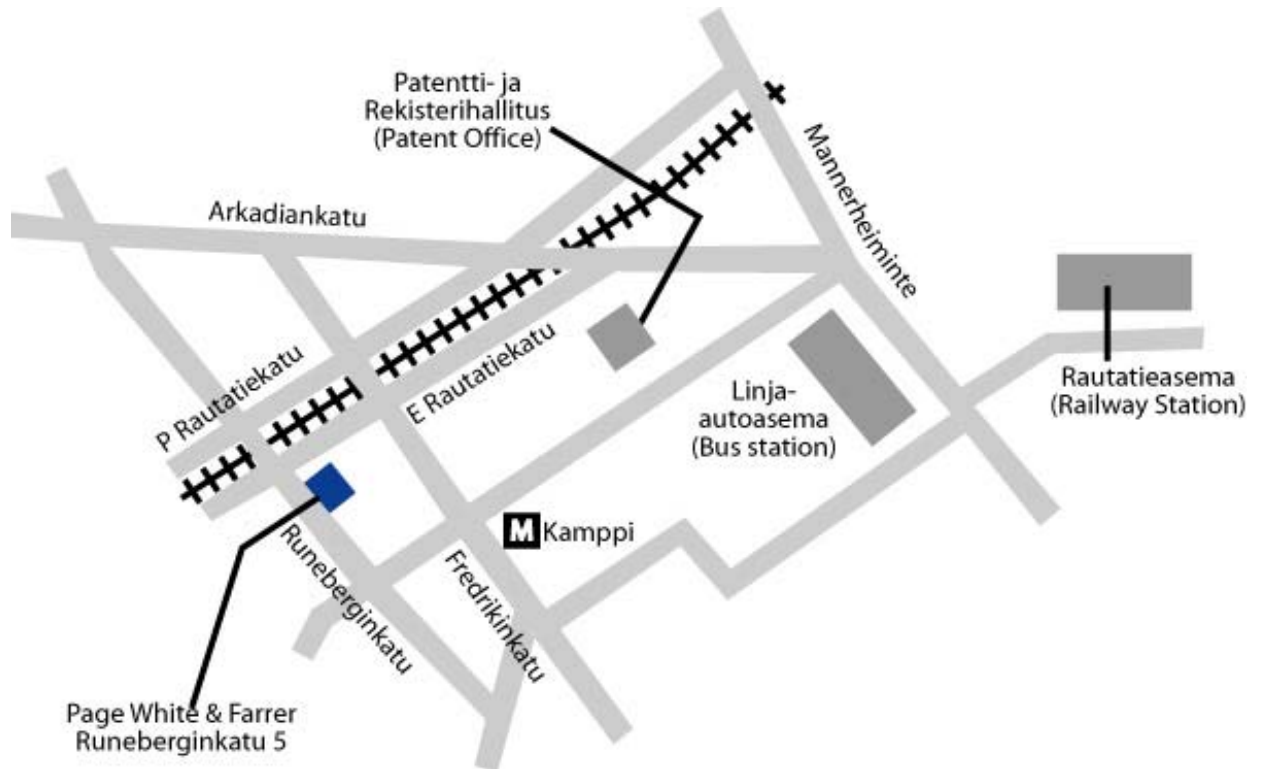 Patentti- ja
Rekisterihallitus
(Patent Office)
Mannerheiminte
Arkadiankatu
P Rautatiekatu
E Rautatiekatu
Linja-
autoasema
(Bus station)
Rautatieasema
(Railway Station)
M Kamppi
Runeberginkatu
Fredrikinkatu
Page White & Farrer
Runeberginkatu 5